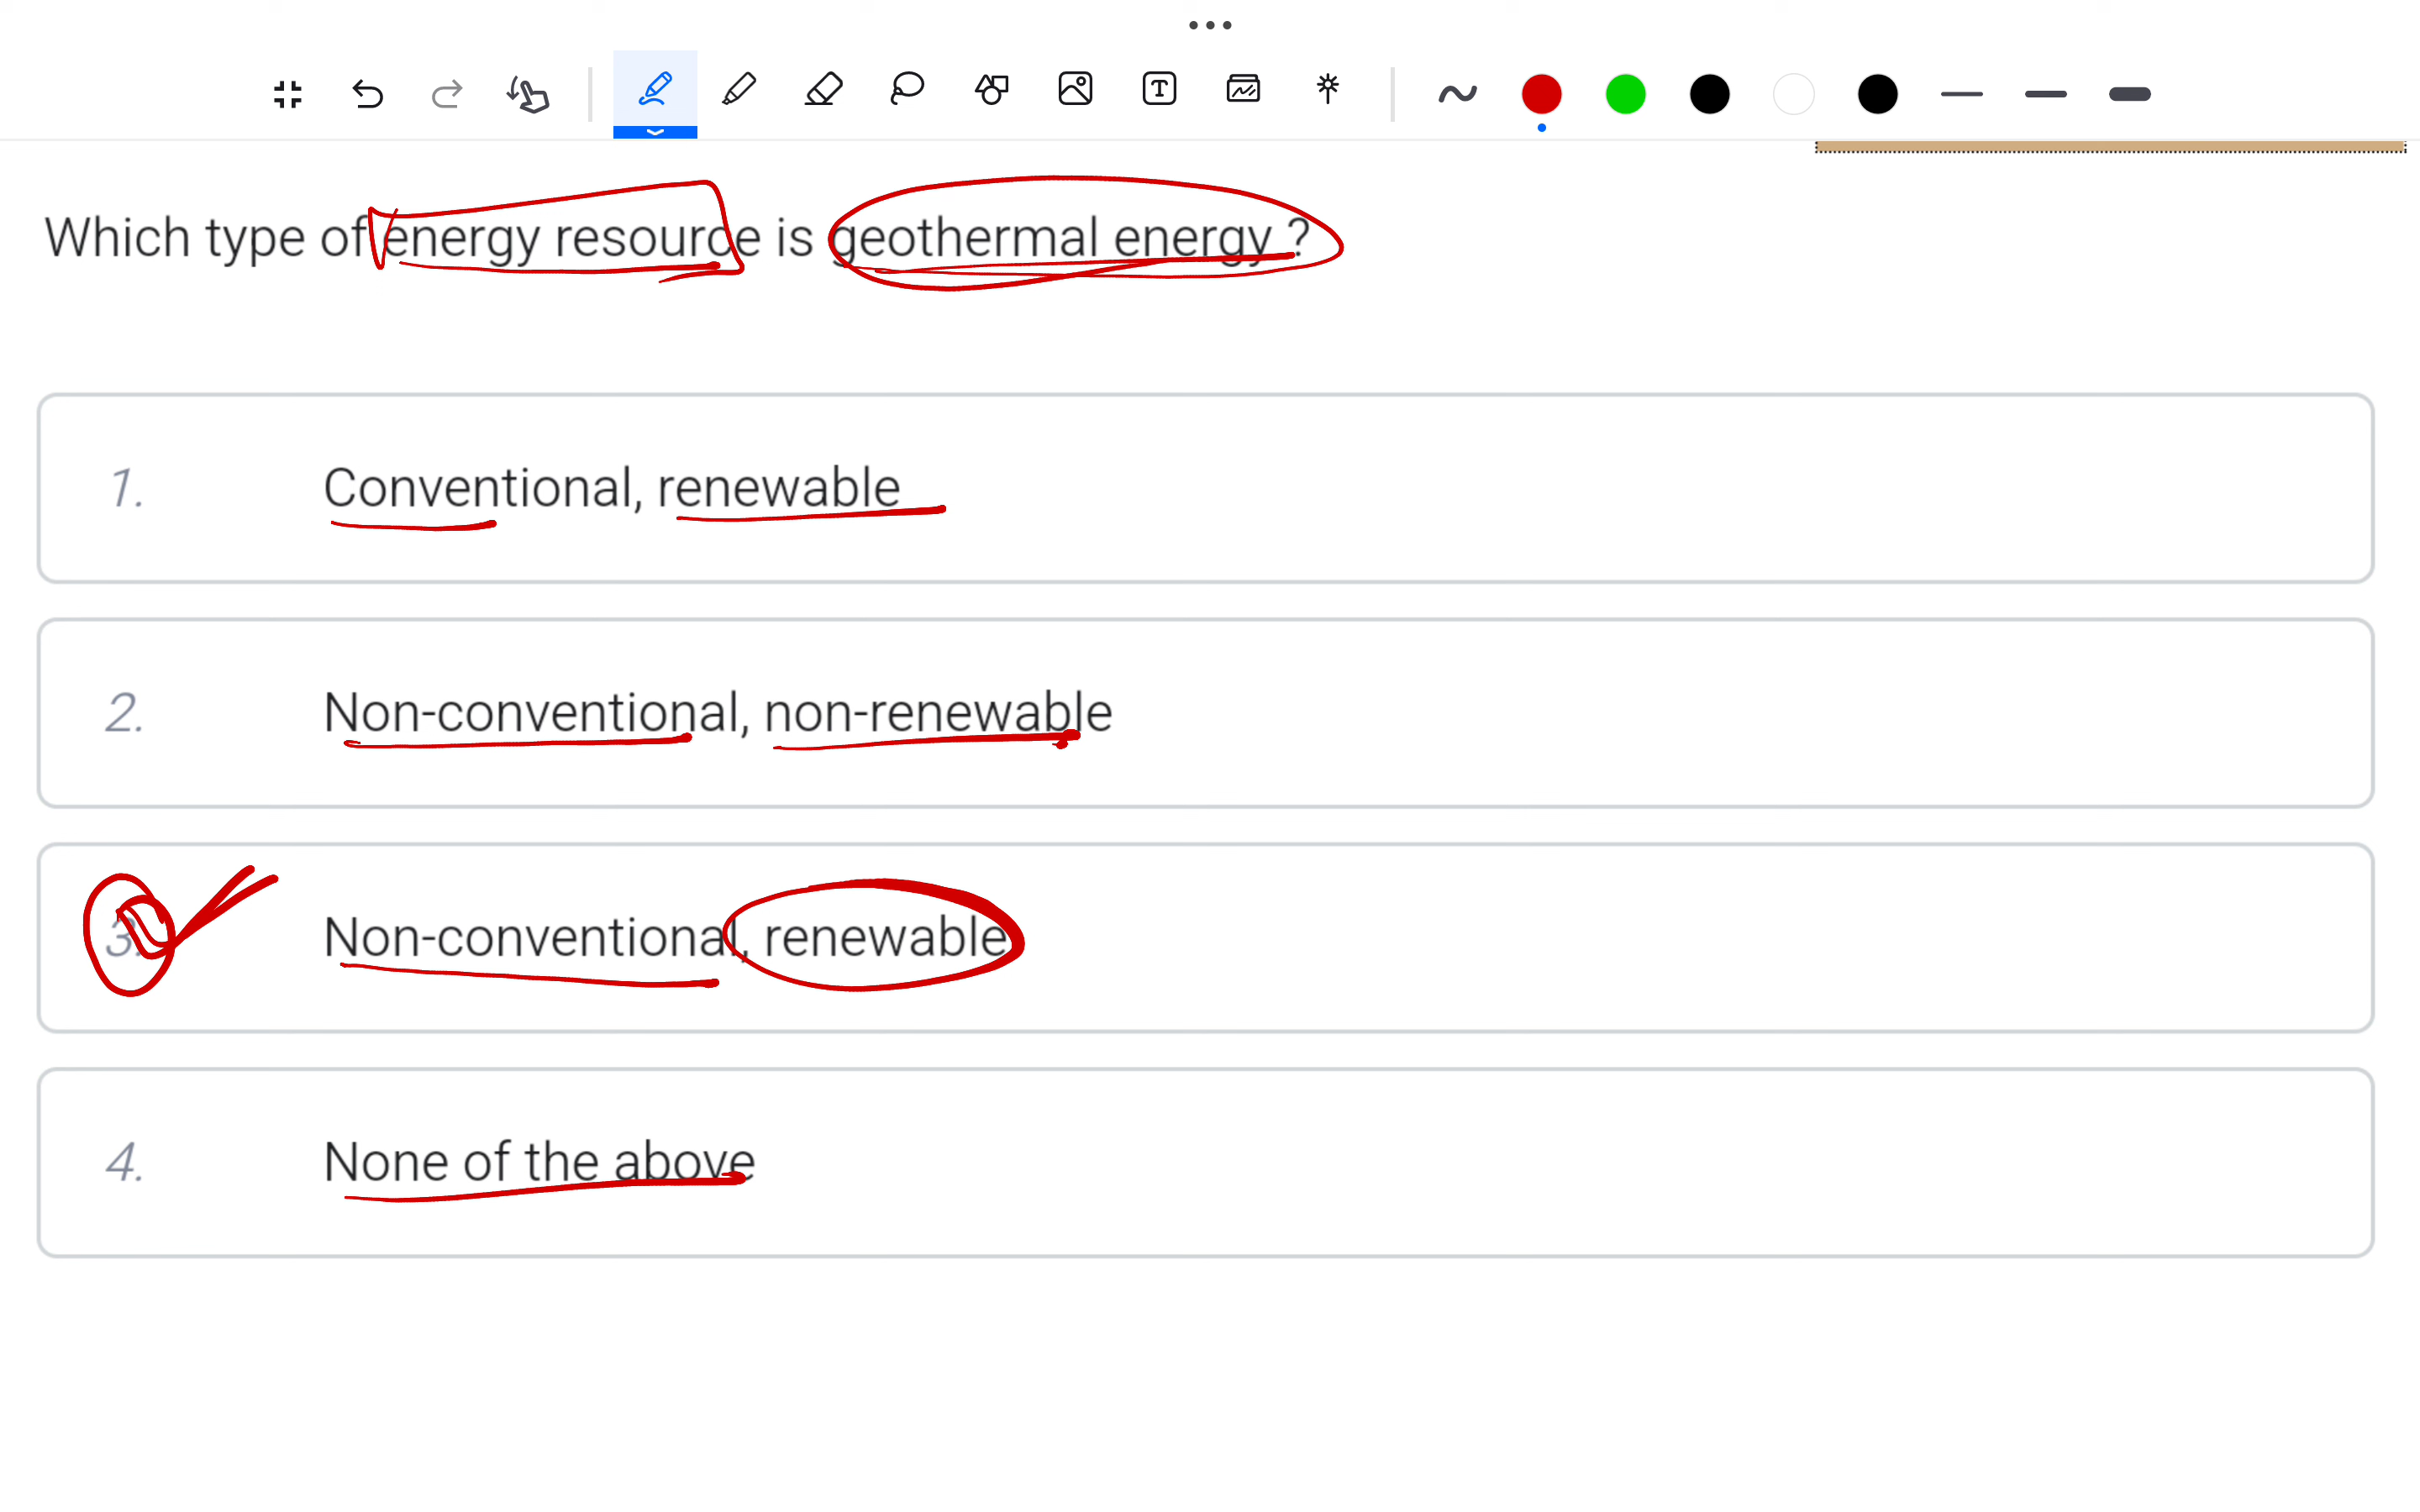 Which type of energy resource is geothermal energy ?
1. Conventional, renewable
2. Non-conventional, non-renewable
3. Non-conventional, renewable
4. None of the above